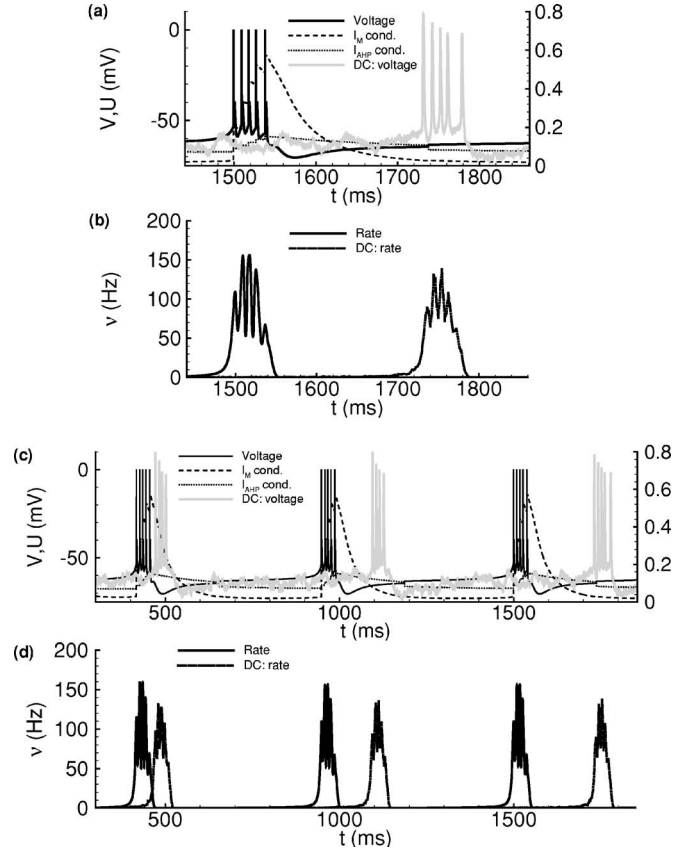 (a)
Voltage
I_M cond.
I_AHP cond.
DC: voltage
V,U (mV)
0
-50
0.8
0.6
0.4
0.2
0
1500 1600 1700 1800
t (ms)
(b)
Rate
DC: rate
ν (Hz)
200
150
100
50
0
1500 1600 1700 1800
t (ms)
(c)
Voltage
I_M cond.
I_AHP cond.
DC: voltage
V,U (mV)
0
-50
0.8
0.6
0.4
0.2
0
500 1000 1500
t (ms)
(d)
Rate
DC: rate
ν (Hz)
200
150
100
50
0
500 1000 1500
t (ms)